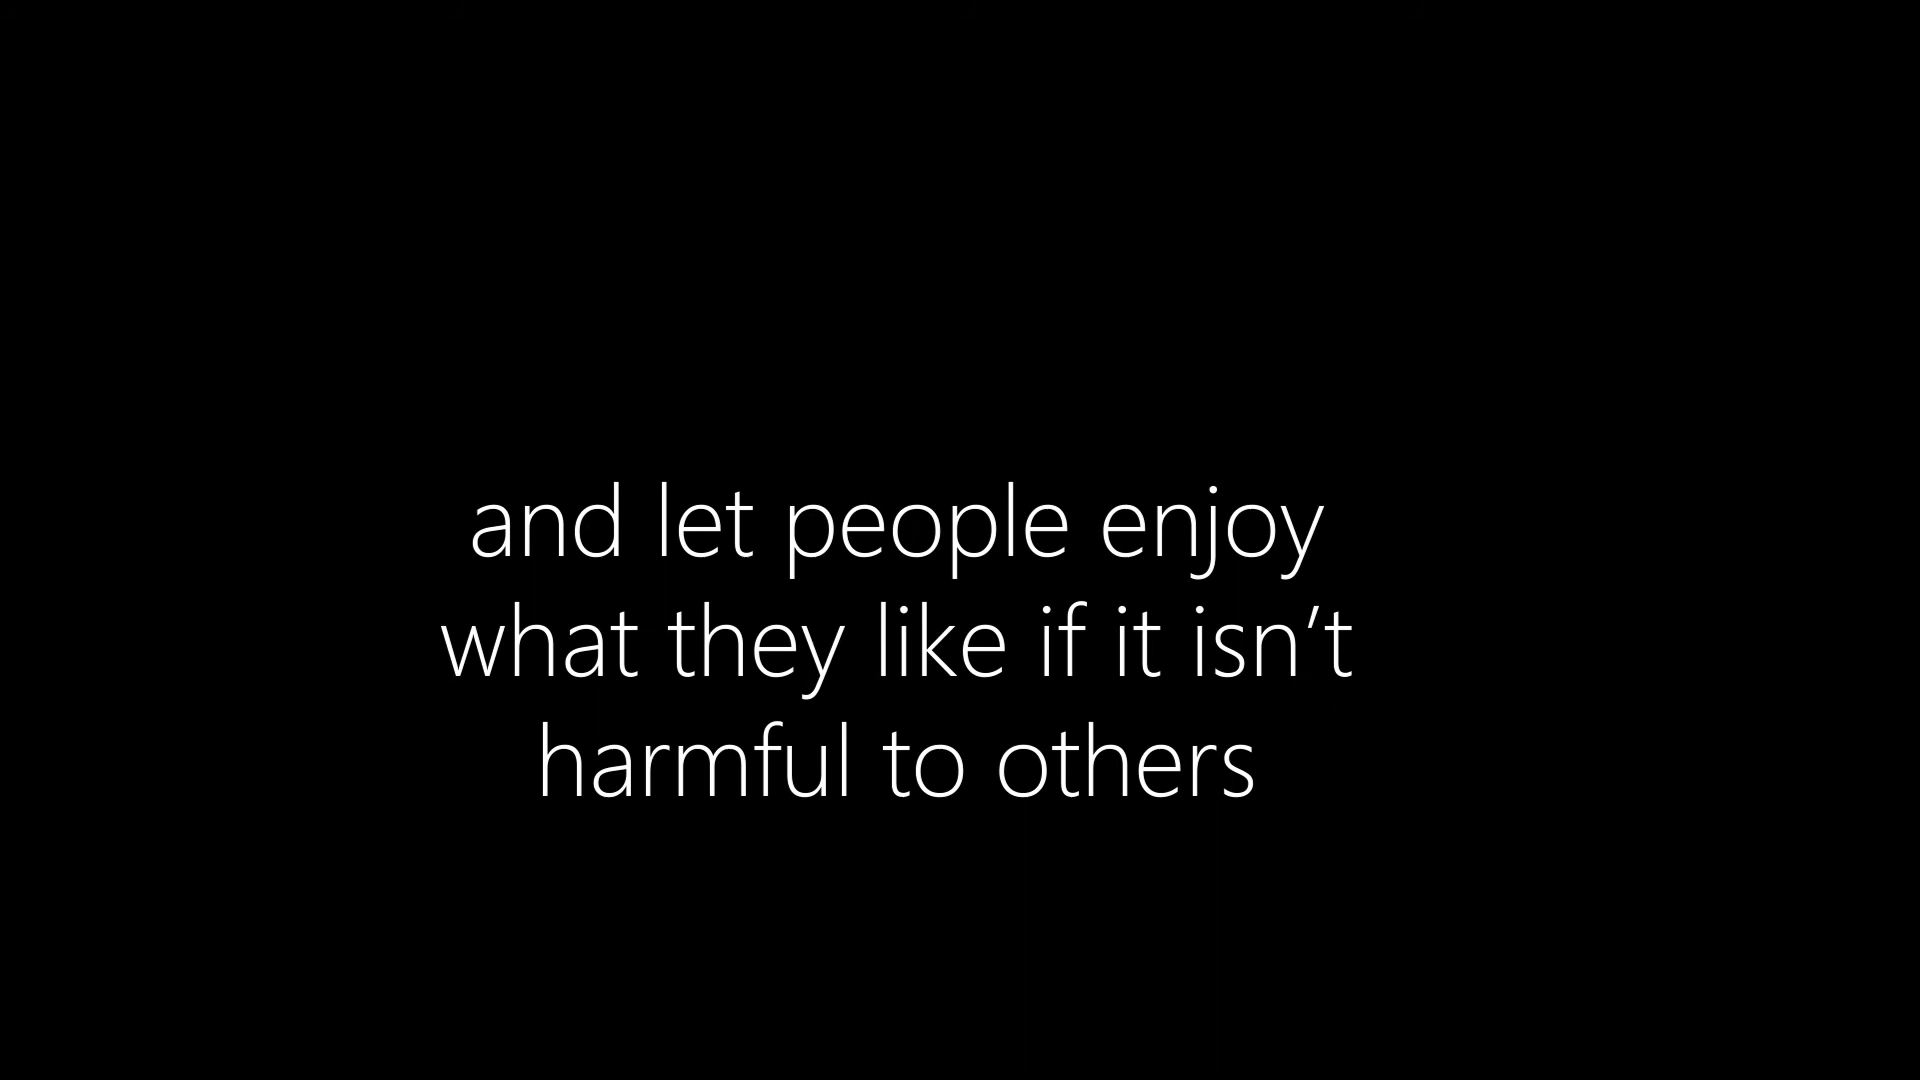 and let people enjoy
what they like if it isn’t
harmful to others